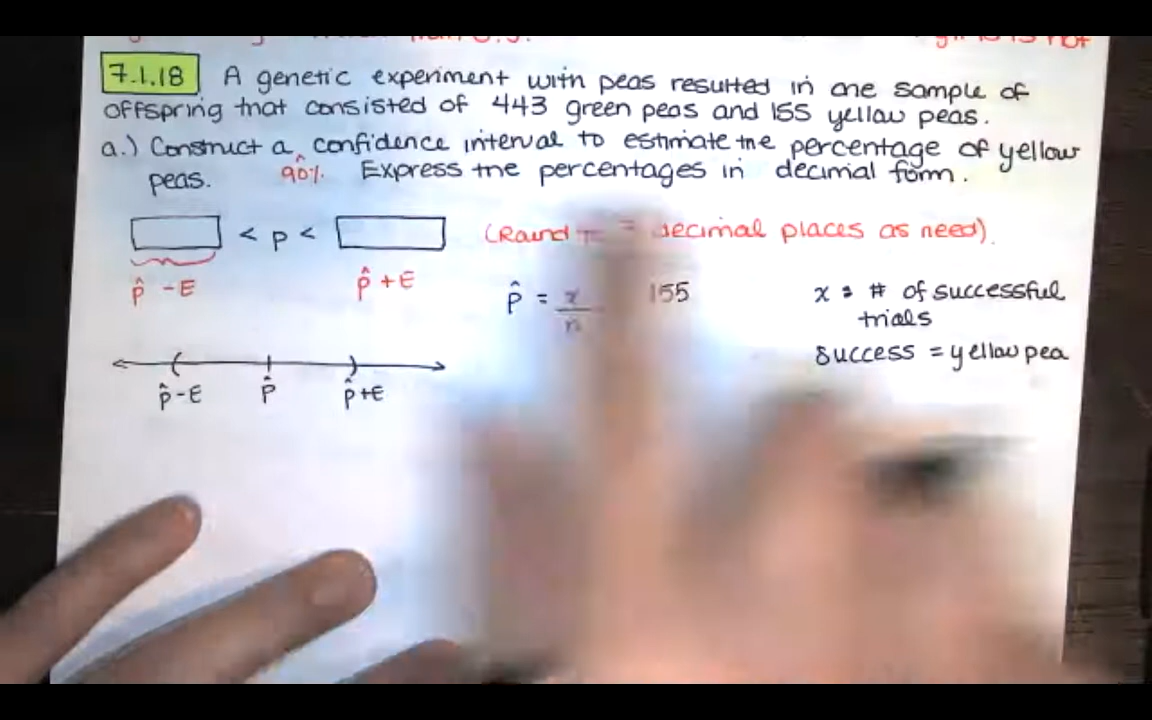 7.1.18 A genetic experiment with peas resulted in one sample of
offspring that consisted of 443 green peas and 155 yellow peas.
a.) Construct a ^ confidence interval to estimate the percentage of yellow
peas. 90% Express the percentages in decimal form.
< p < (Round decimal places as need).
p̂ - E p̂ + E
p̂ = x/n 155
x = # of successful
trials
success = yellow pea
p̂-E p̂ p̂+E